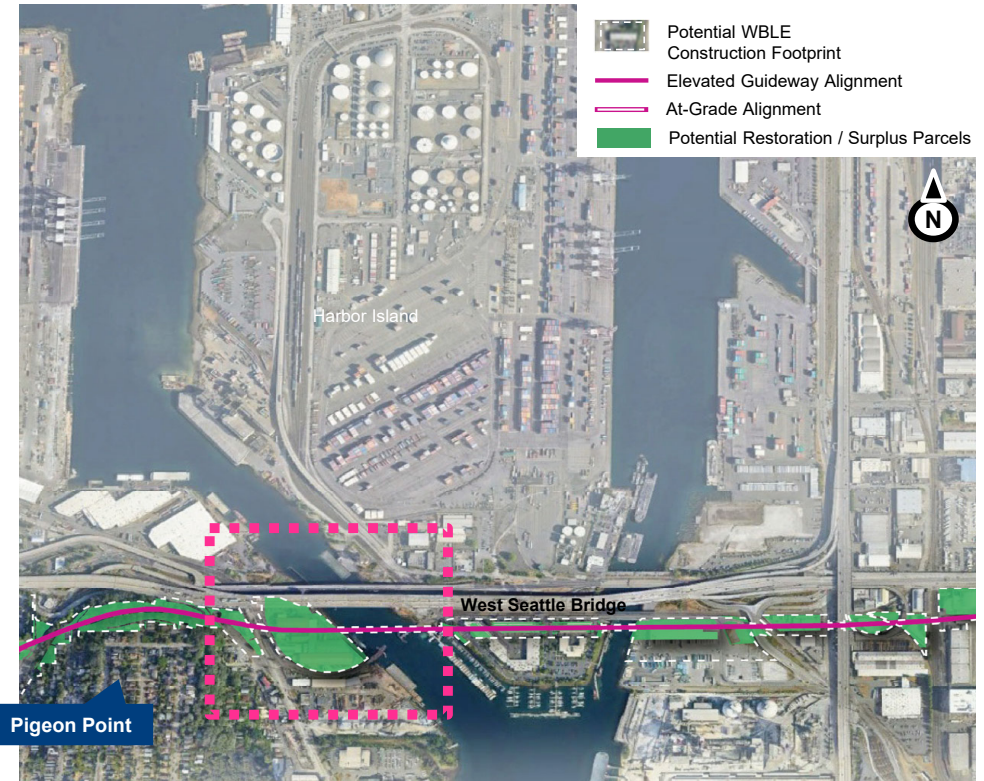 Potential WBLE
Construction Footprint
Elevated Guideway Alignment
At-Grade Alignment
Potential Restoration / Surplus Parcels
N
Harbor Island
West Seattle Bridge
Pigeon Point